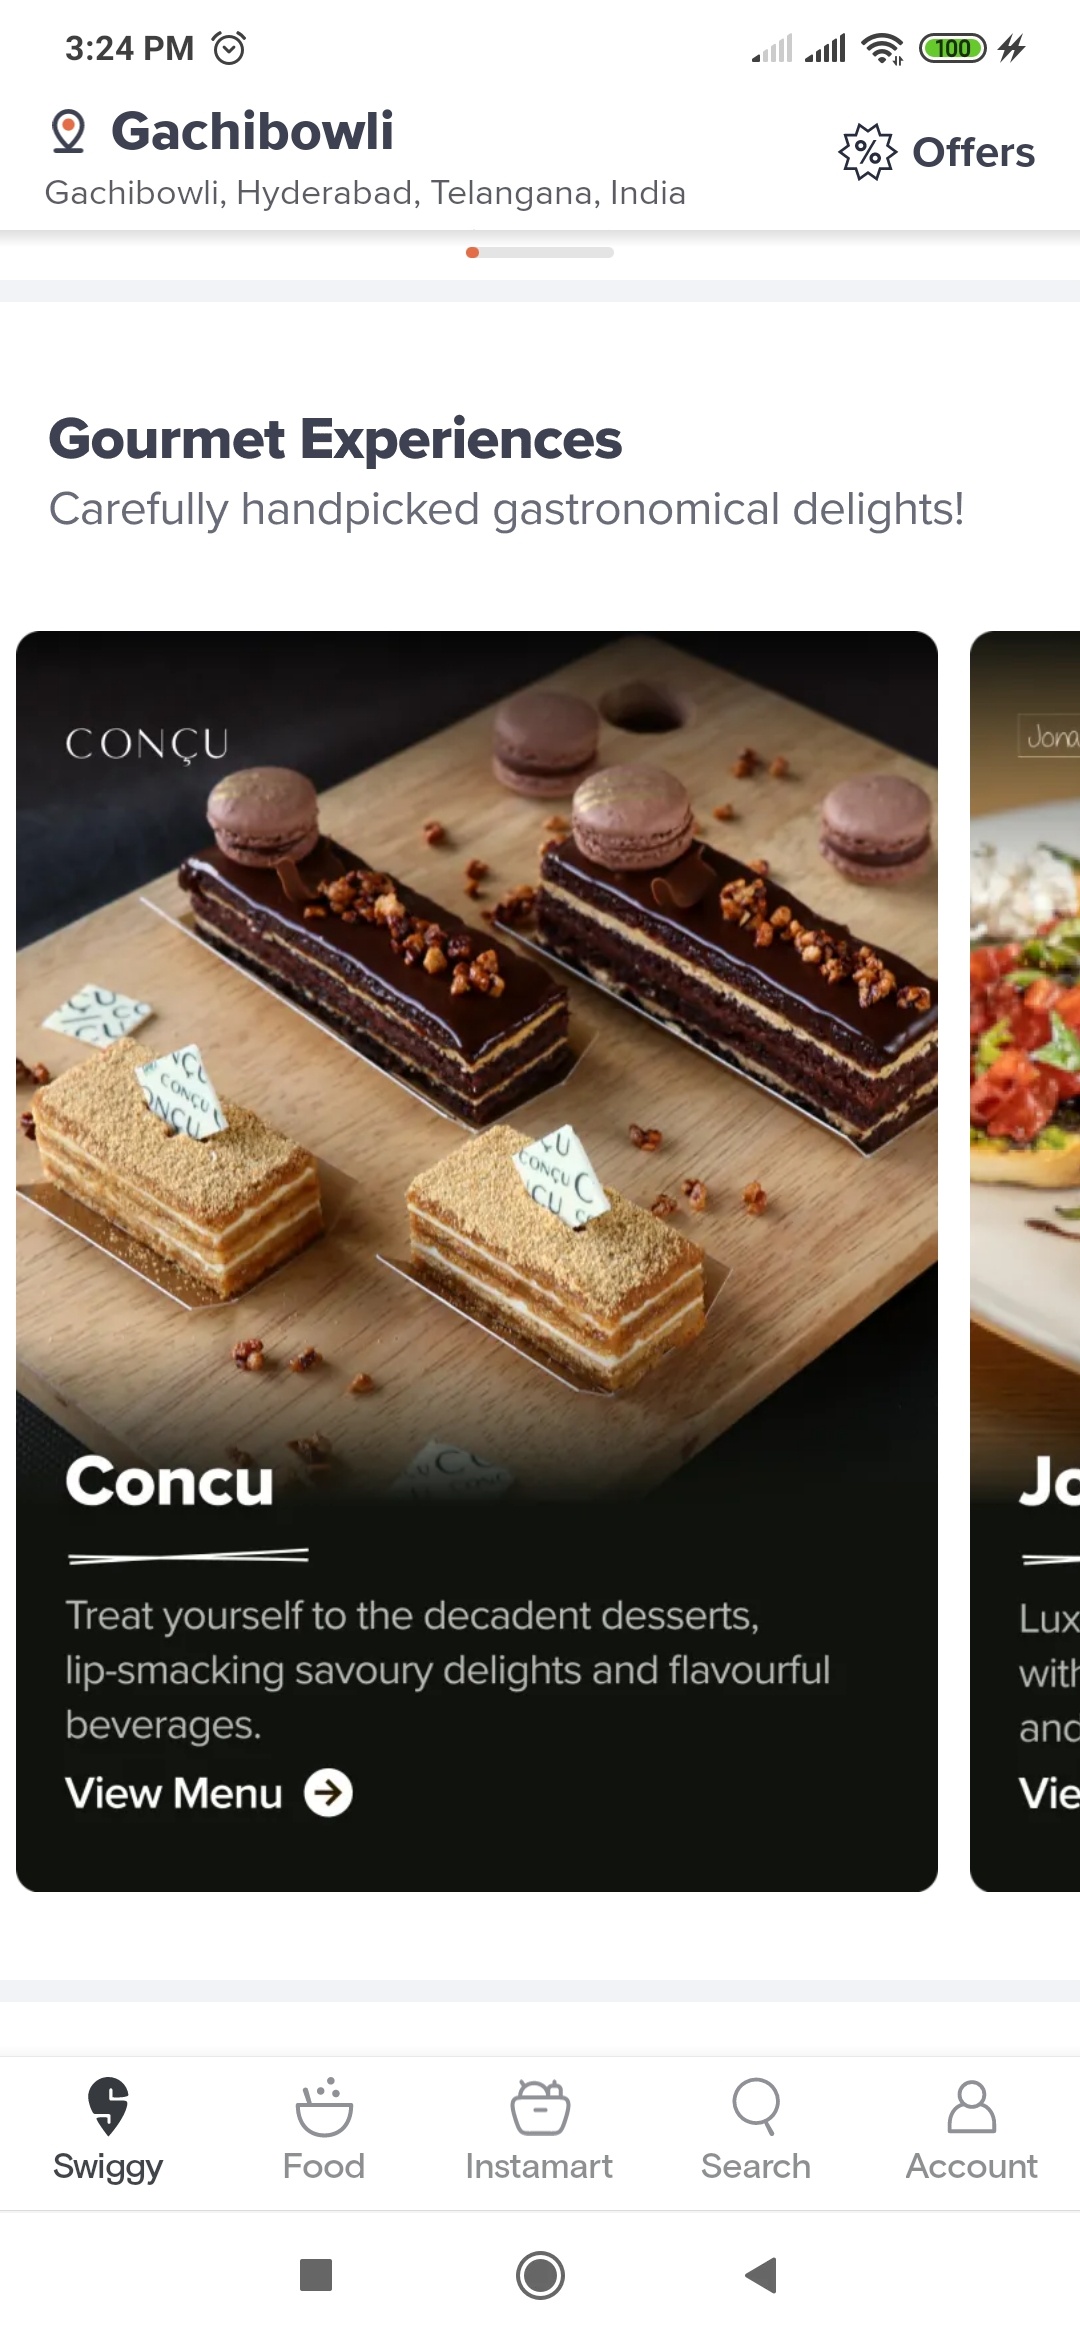 3:24 PM
100
Gachibowli
Gachibowli, Hyderabad, Telangana, India
% Offers
Gourmet Experiences
Carefully handpicked gastronomical delights!
CONÇU
Jona
CONÇU
CONÇU
Concu
Treat yourself to the decadent desserts,
lip-smacking savoury delights and flavourful
beverages.
View Menu
Jo
Lux
with
and
Vie
Swiggy
Food
Instamart
Search
Account